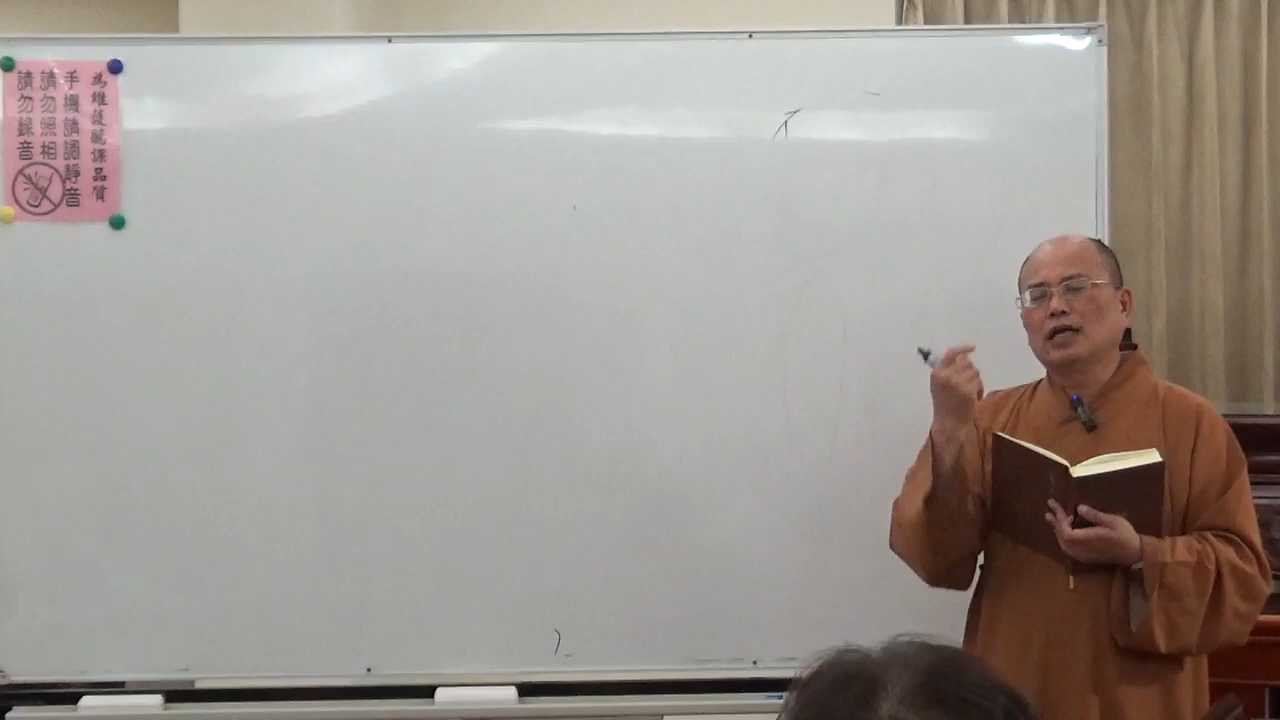 為維護聽課品質
手機請調靜音
請勿照相
請勿錄音